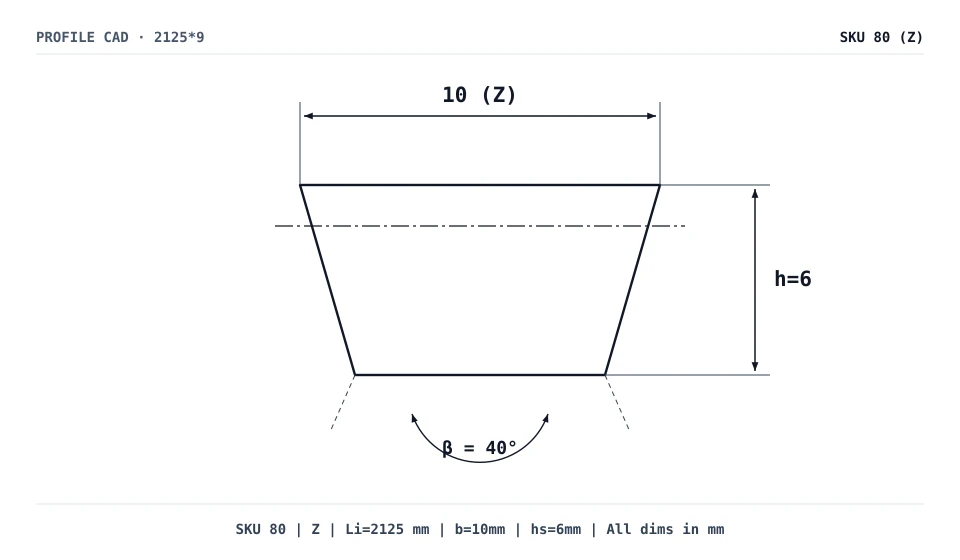 PROFILE CAD · 2125*9
SKU 80 (Z)
10 (Z)
h=6
β = 40°
SKU 80 | Z | Li=2125 mm | b=10mm | hs=6mm | All dims in mm